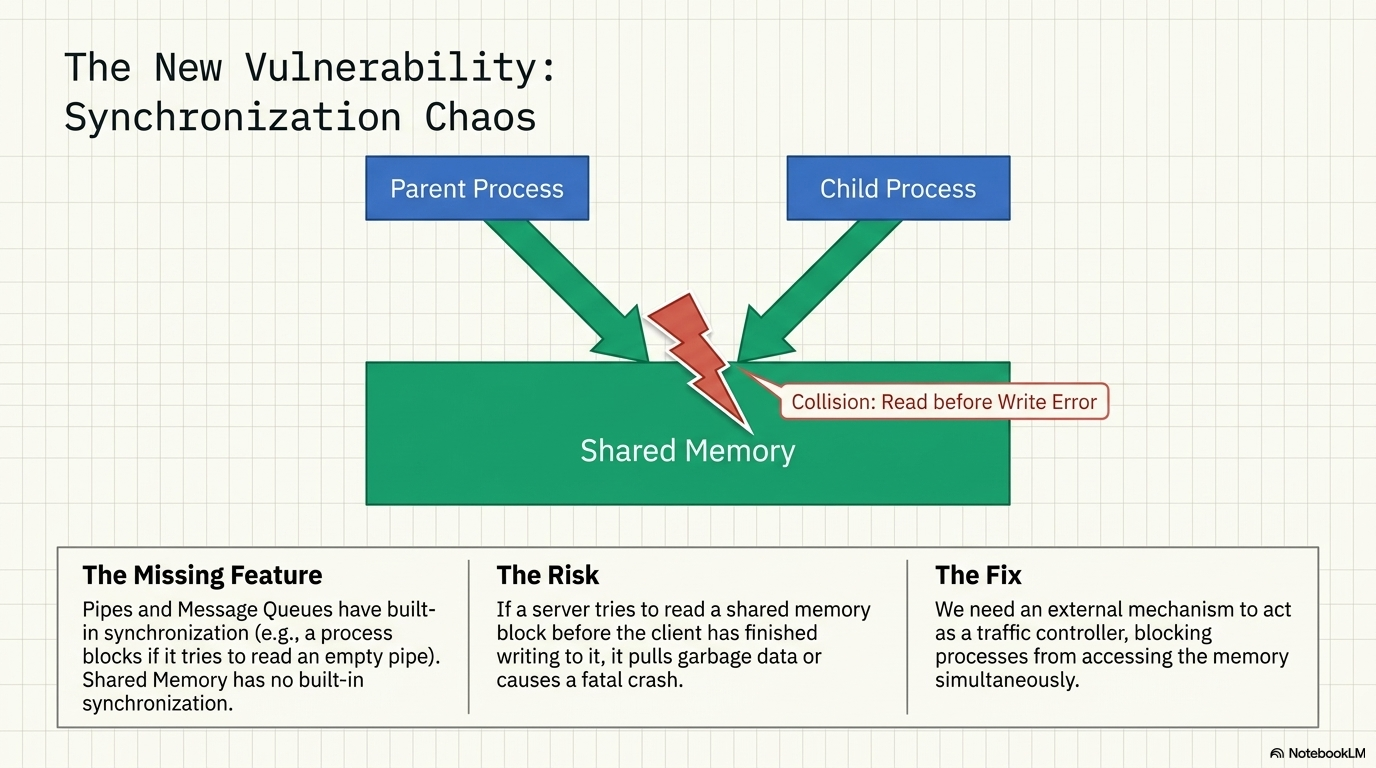 The New Vulnerability:
Synchronization Chaos
Parent Process
Child Process
Collision: Read before Write Error
Shared Memory
The Missing Feature
Pipes and Message Queues have built-
in synchronization (e.g., a process
blocks if it tries to read an empty pipe).
Shared Memory has no built-in
synchronization.
The Risk
If a server tries to read a shared memory
block before the client has finished
writing to it, it pulls garbage data or
causes a fatal crash.
The Fix
We need an external mechanism to act
as a traffic controller, blocking
processes from accessing the memory
simultaneously.
NotebookLM